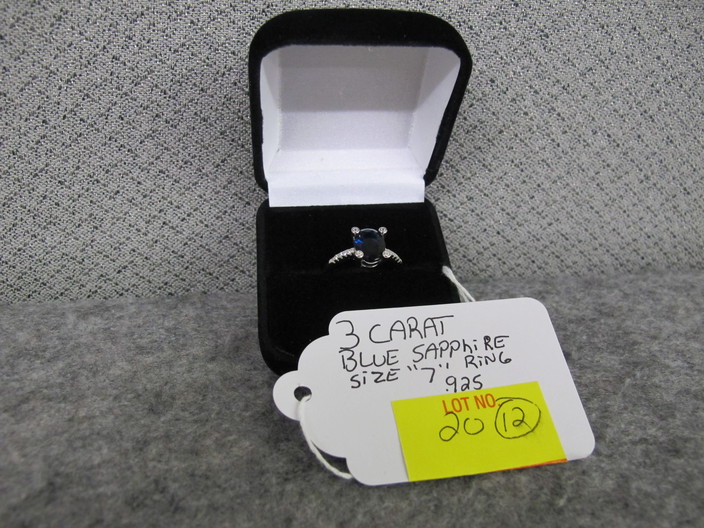 3 CARAT
BLUE SAPPhiRE
SiZE "7" RiNG
.925
LOT NO.
20 12